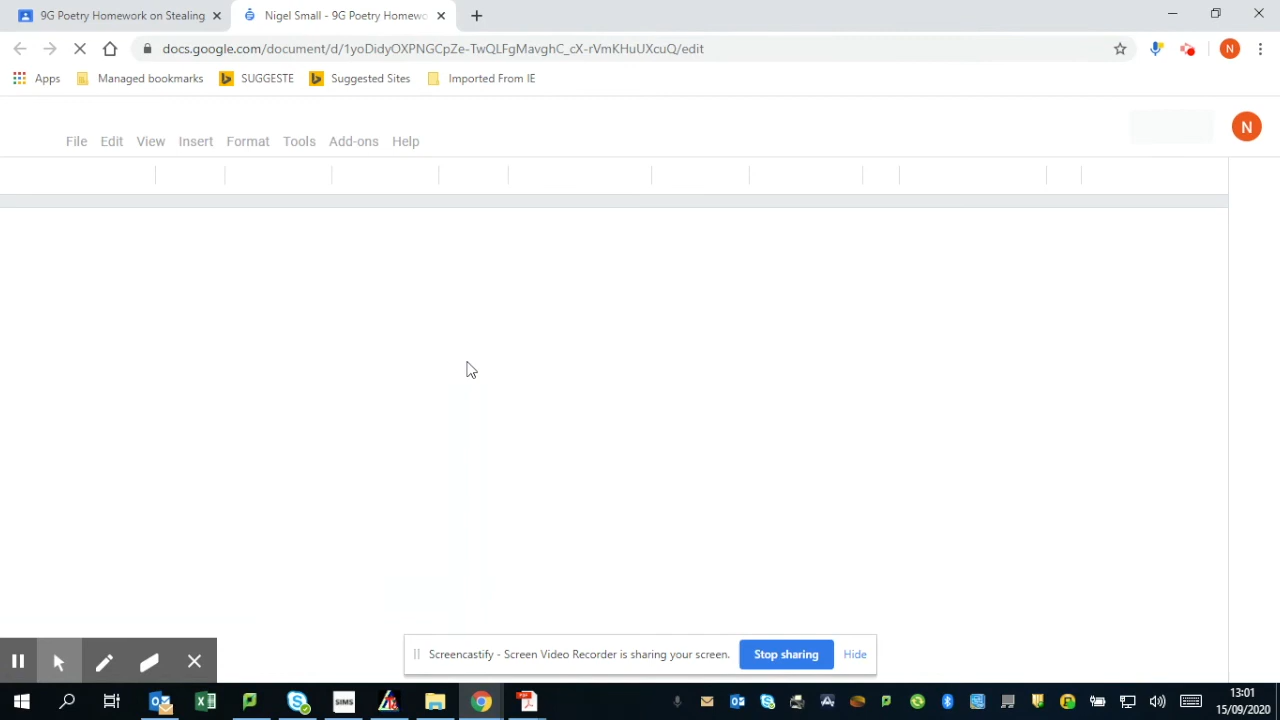 9G Poetry Homework on Stealing
Nigel Small - 9G Poetry Homewo
docs.google.com/document/d/1yoDidyOXPNGCpZe-TwQLFgMavghC_cX-rVmKHuUXcuQ/edit
N
Apps
Managed bookmarks
SUGGESTE
Suggested Sites
Imported From IE
File
Edit
View
Insert
Format
Tools
Add-ons
Help
N
Screencastify - Screen Video Recorder is sharing your screen.
Stop sharing
Hide
SIMS
13:01
15/09/2020